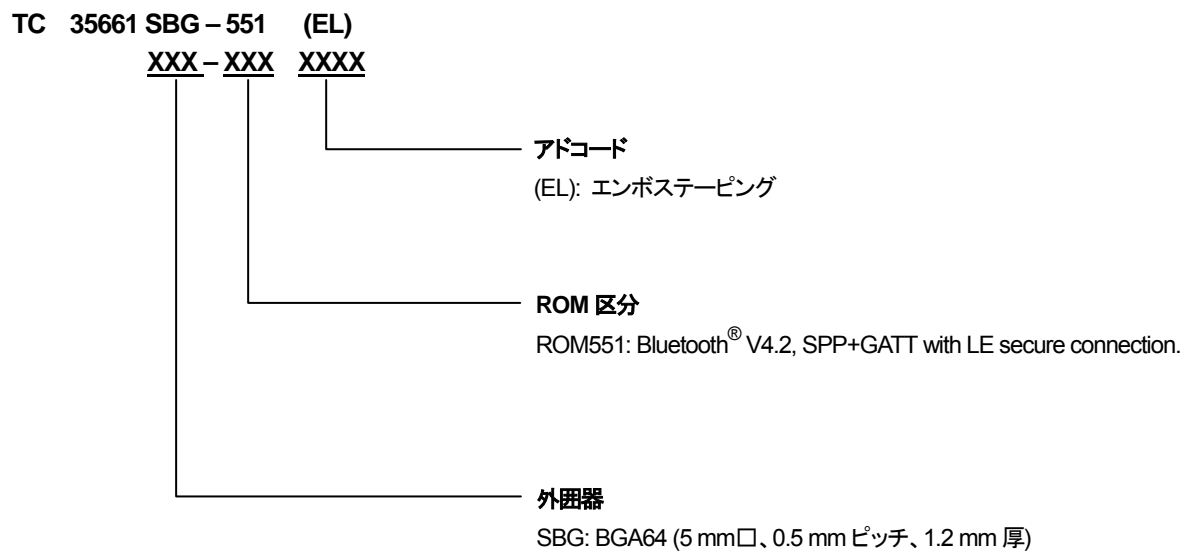 TC 35661 SBG – 551 (EL)
XXX – XXX XXXX
アドコード
(EL): エンボステーピング
ROM 区分
ROM551: Bluetooth® V4.2, SPP+GATT with LE secure connection.
外囲器
SBG: BGA64 (5 mm□、0.5 mm ピッチ、1.2 mm 厚)